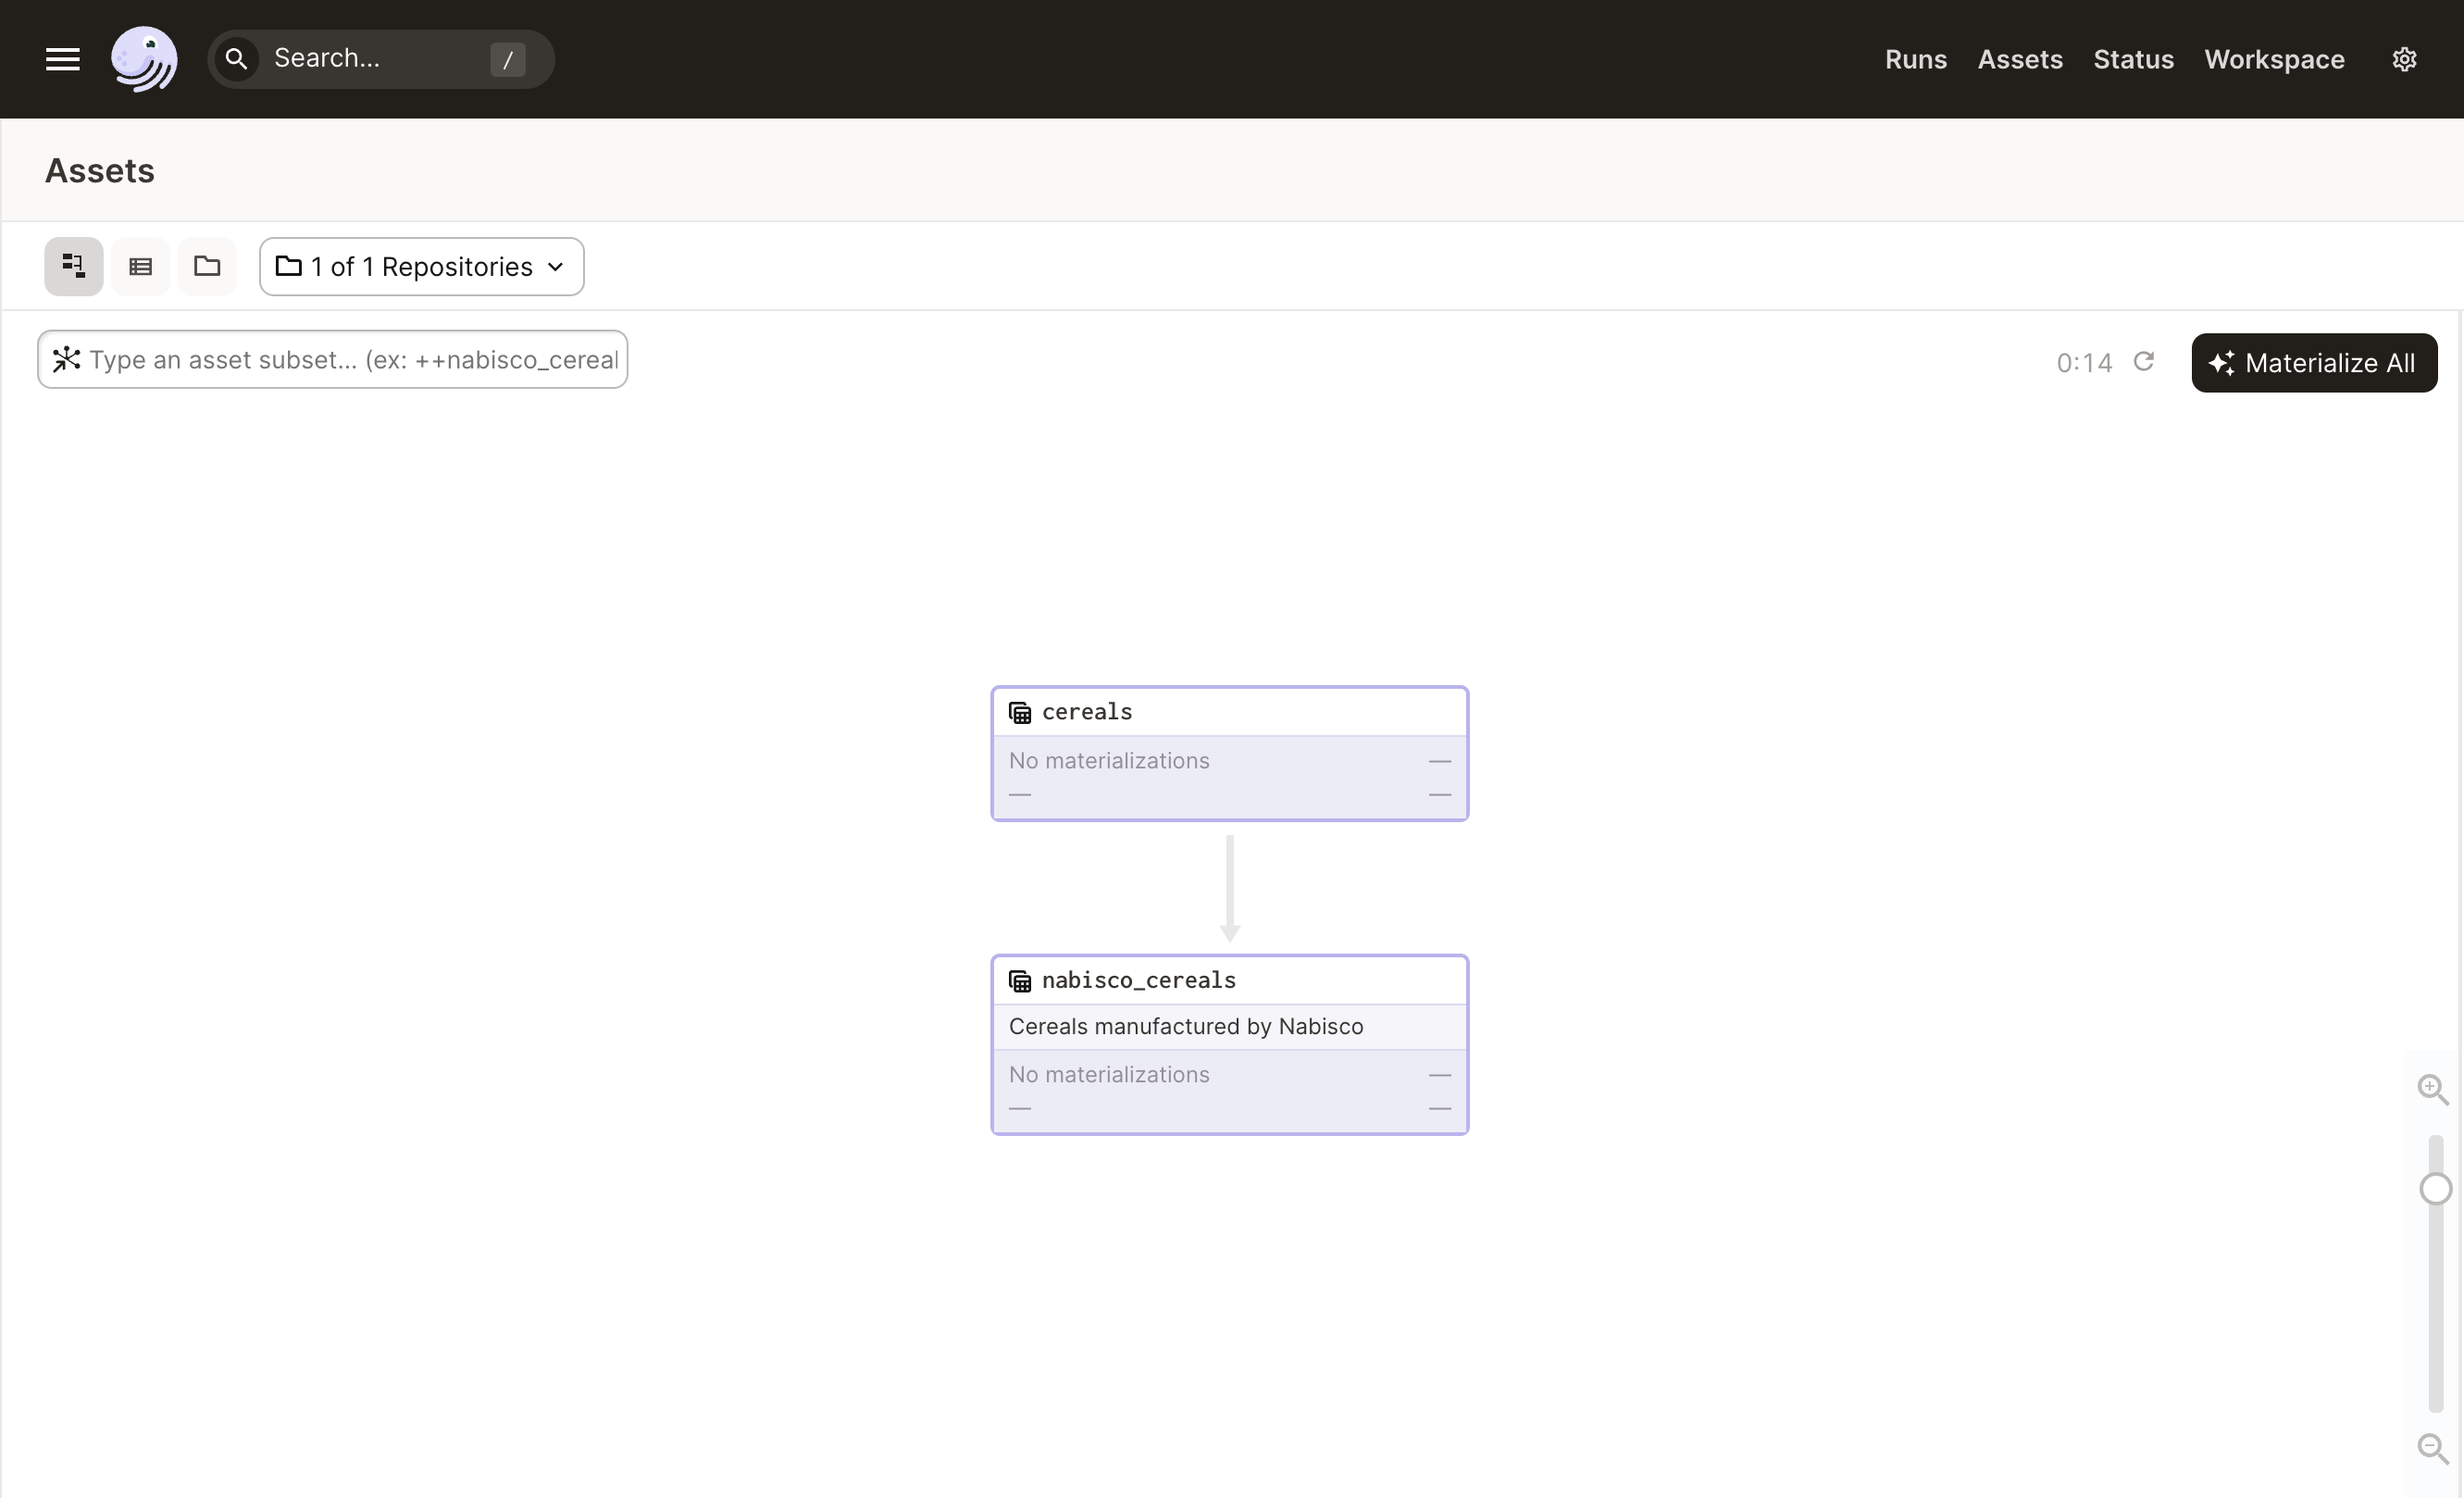 Search...
/
Runs
Assets
Status
Workspace
Assets
1 of 1 Repositories
Type an asset subset... (ex: ++nabisco_cereal
0:14
Materialize All
cereals
No materializations —
— —
nabisco_cereals
Cereals manufactured by Nabisco
No materializations —
— —